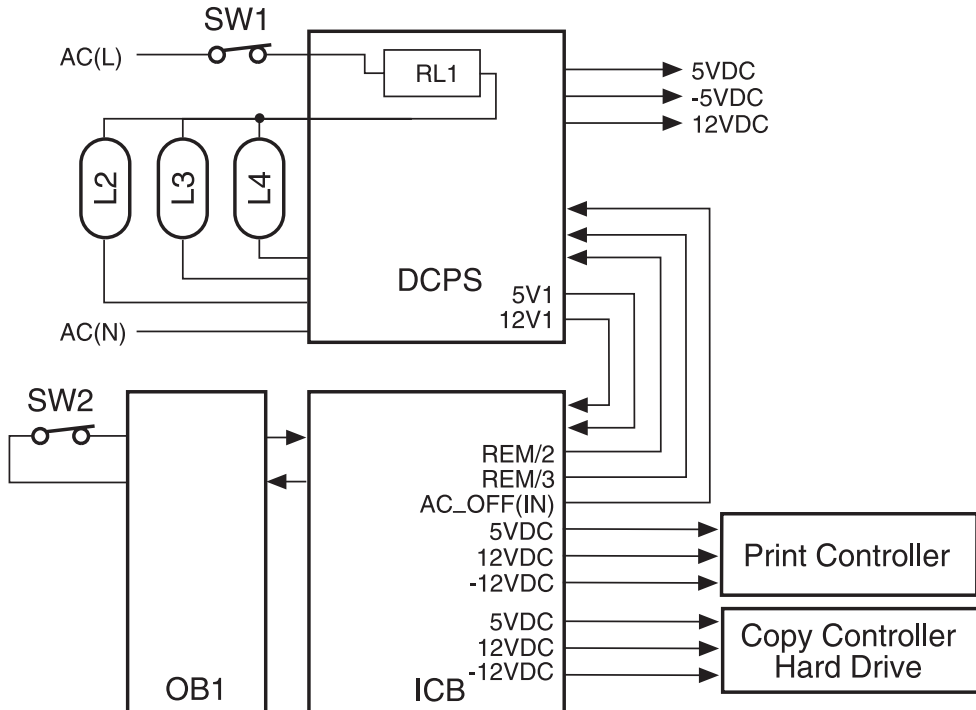 SW1
AC(L)
RL1
5VDC
-5VDC
12VDC
L2
L3
L4
DCPS
5V1
12V1
AC(N)
SW2
REM/2
REM/3
AC_OFF(IN)
5VDC
12VDC
-12VDC
Print Controller
5VDC
12VDC
-12VDC
Copy Controller
Hard Drive
OB1
ICB